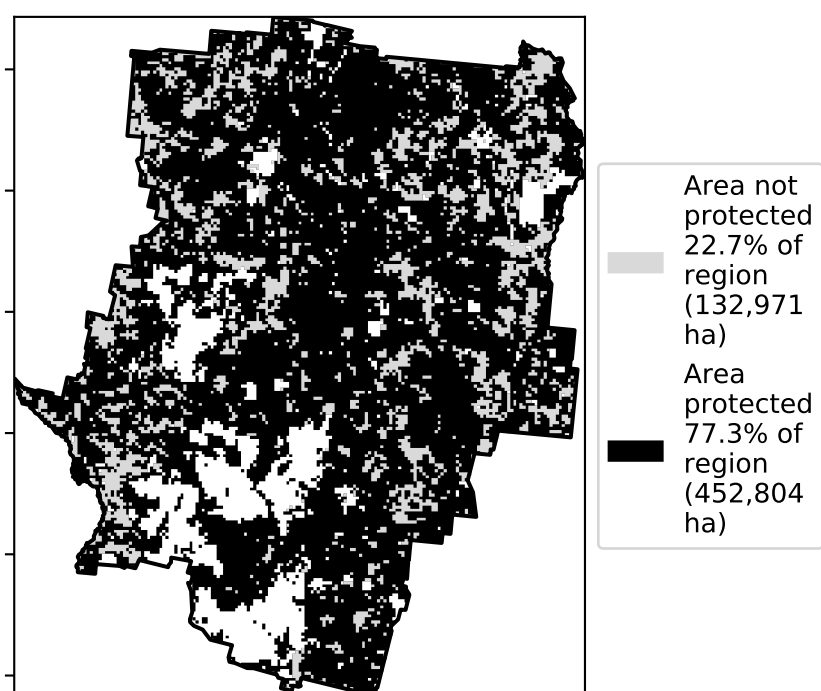 Area not
protected
22.7% of
region
(132,971
ha)
Area
protected
77.3% of
region
(452,804
ha)